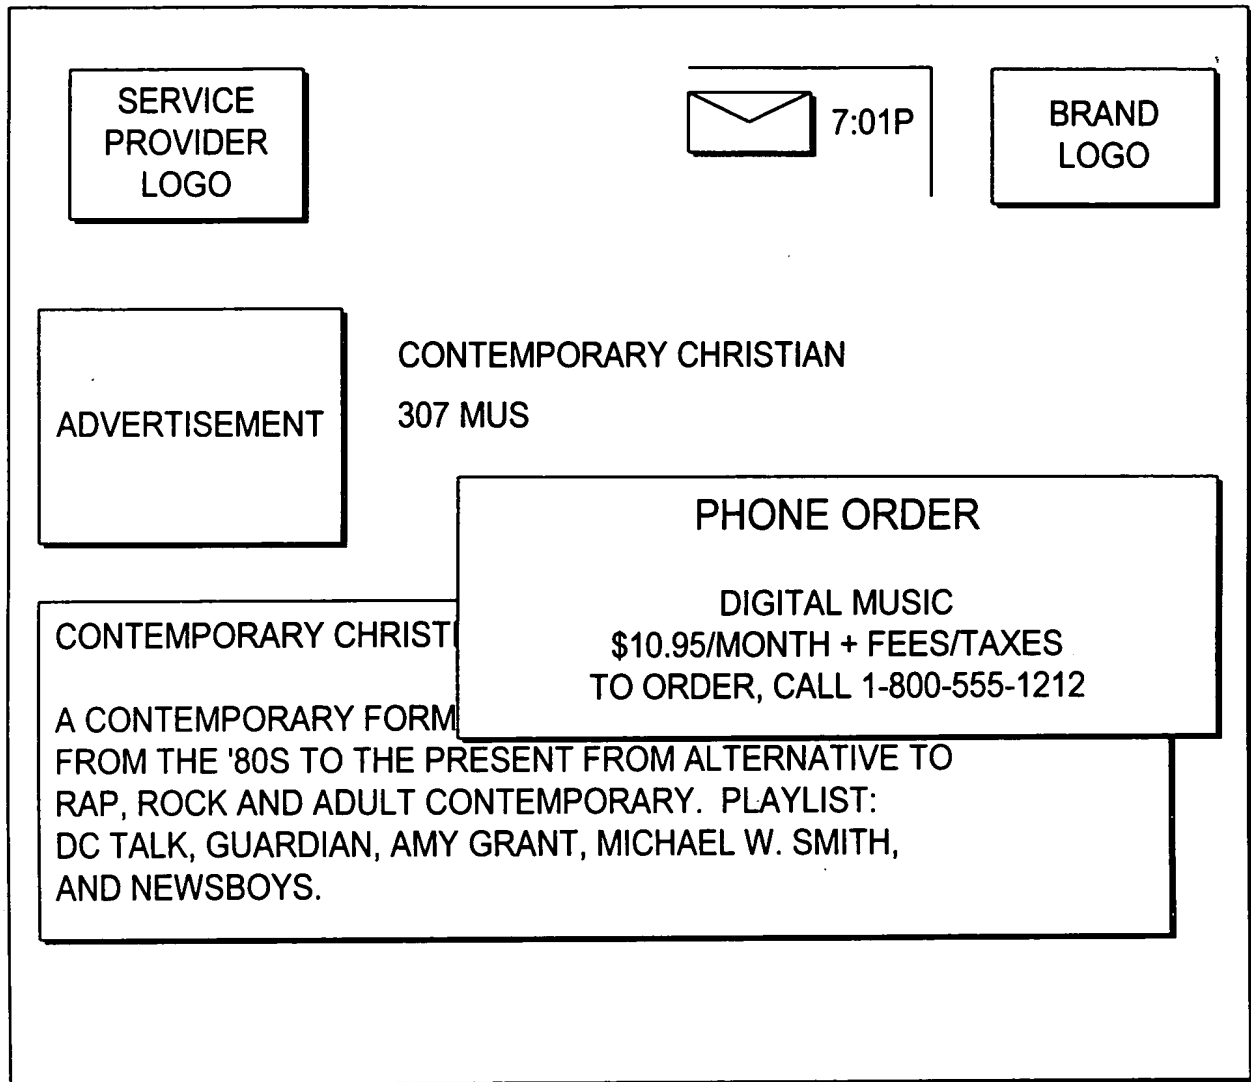 SERVICE
PROVIDER
LOGO
7:01P
BRAND
LOGO
ADVERTISEMENT
CONTEMPORARY CHRISTIAN
307 MUS
PHONE ORDER
DIGITAL MUSIC
$10.95/MONTH + FEES/TAXES
TO ORDER, CALL 1-800-555-1212
CONTEMPORARY CHRISTI
A CONTEMPORARY FORM
FROM THE '80S TO THE PRESENT FROM ALTERNATIVE TO
RAP, ROCK AND ADULT CONTEMPORARY. PLAYLIST:
DC TALK, GUARDIAN, AMY GRANT, MICHAEL W. SMITH,
AND NEWSBOYS.